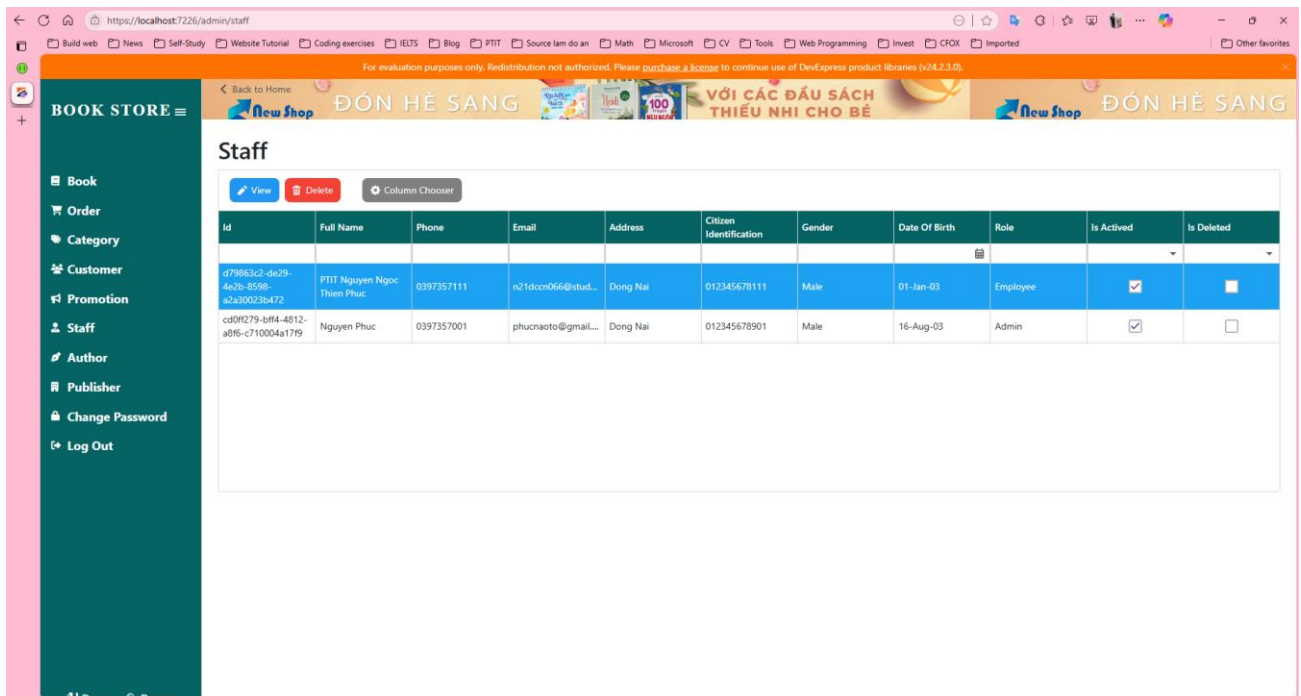 https://localhost:7226/admin/staff
Build web News Self-Study Website Tutorial Coding exercises IELTS Blog PTIT Source lam do an Math Microsoft CV Tools Web Programming Invest CFOX Imported Other favorites
For evaluation purposes only. Redistribution not authorized. Please purchase a license to continue use of DevExpress product libraries (v24.2.3.0).
Back to Home
BOOK STORE
New Shop
ĐÓN HÈ SANG
100
VỚI CÁC ĐẦU SÁCH
THIẾU NHI CHO BÉ
New Shop
ĐÓN HÈ SANG
Staff
Book
Order
Category
Customer
Promotion
Staff
Author
Publisher
Change Password
Log Out
View Delete Column Chooser
Id Full Name Phone Email Address Citizen Identification Gender Date Of Birth Role Is Actived Is Deleted
d79863c2-de29-
4e2b-8598-
a2a30023b472
PTIT Nguyen Ngoc
Thien Phuc
0397357111 n21dccn066@stud... Dong Nai 012345678111 Male 01-Jan-03 Employee
cd0ff279-bff4-4812-
a8f6-c710004a17f9
Nguyen Phuc 0397357001 phucnaoto@gmail.... Dong Nai 012345678901 Male 16-Aug-03 Admin